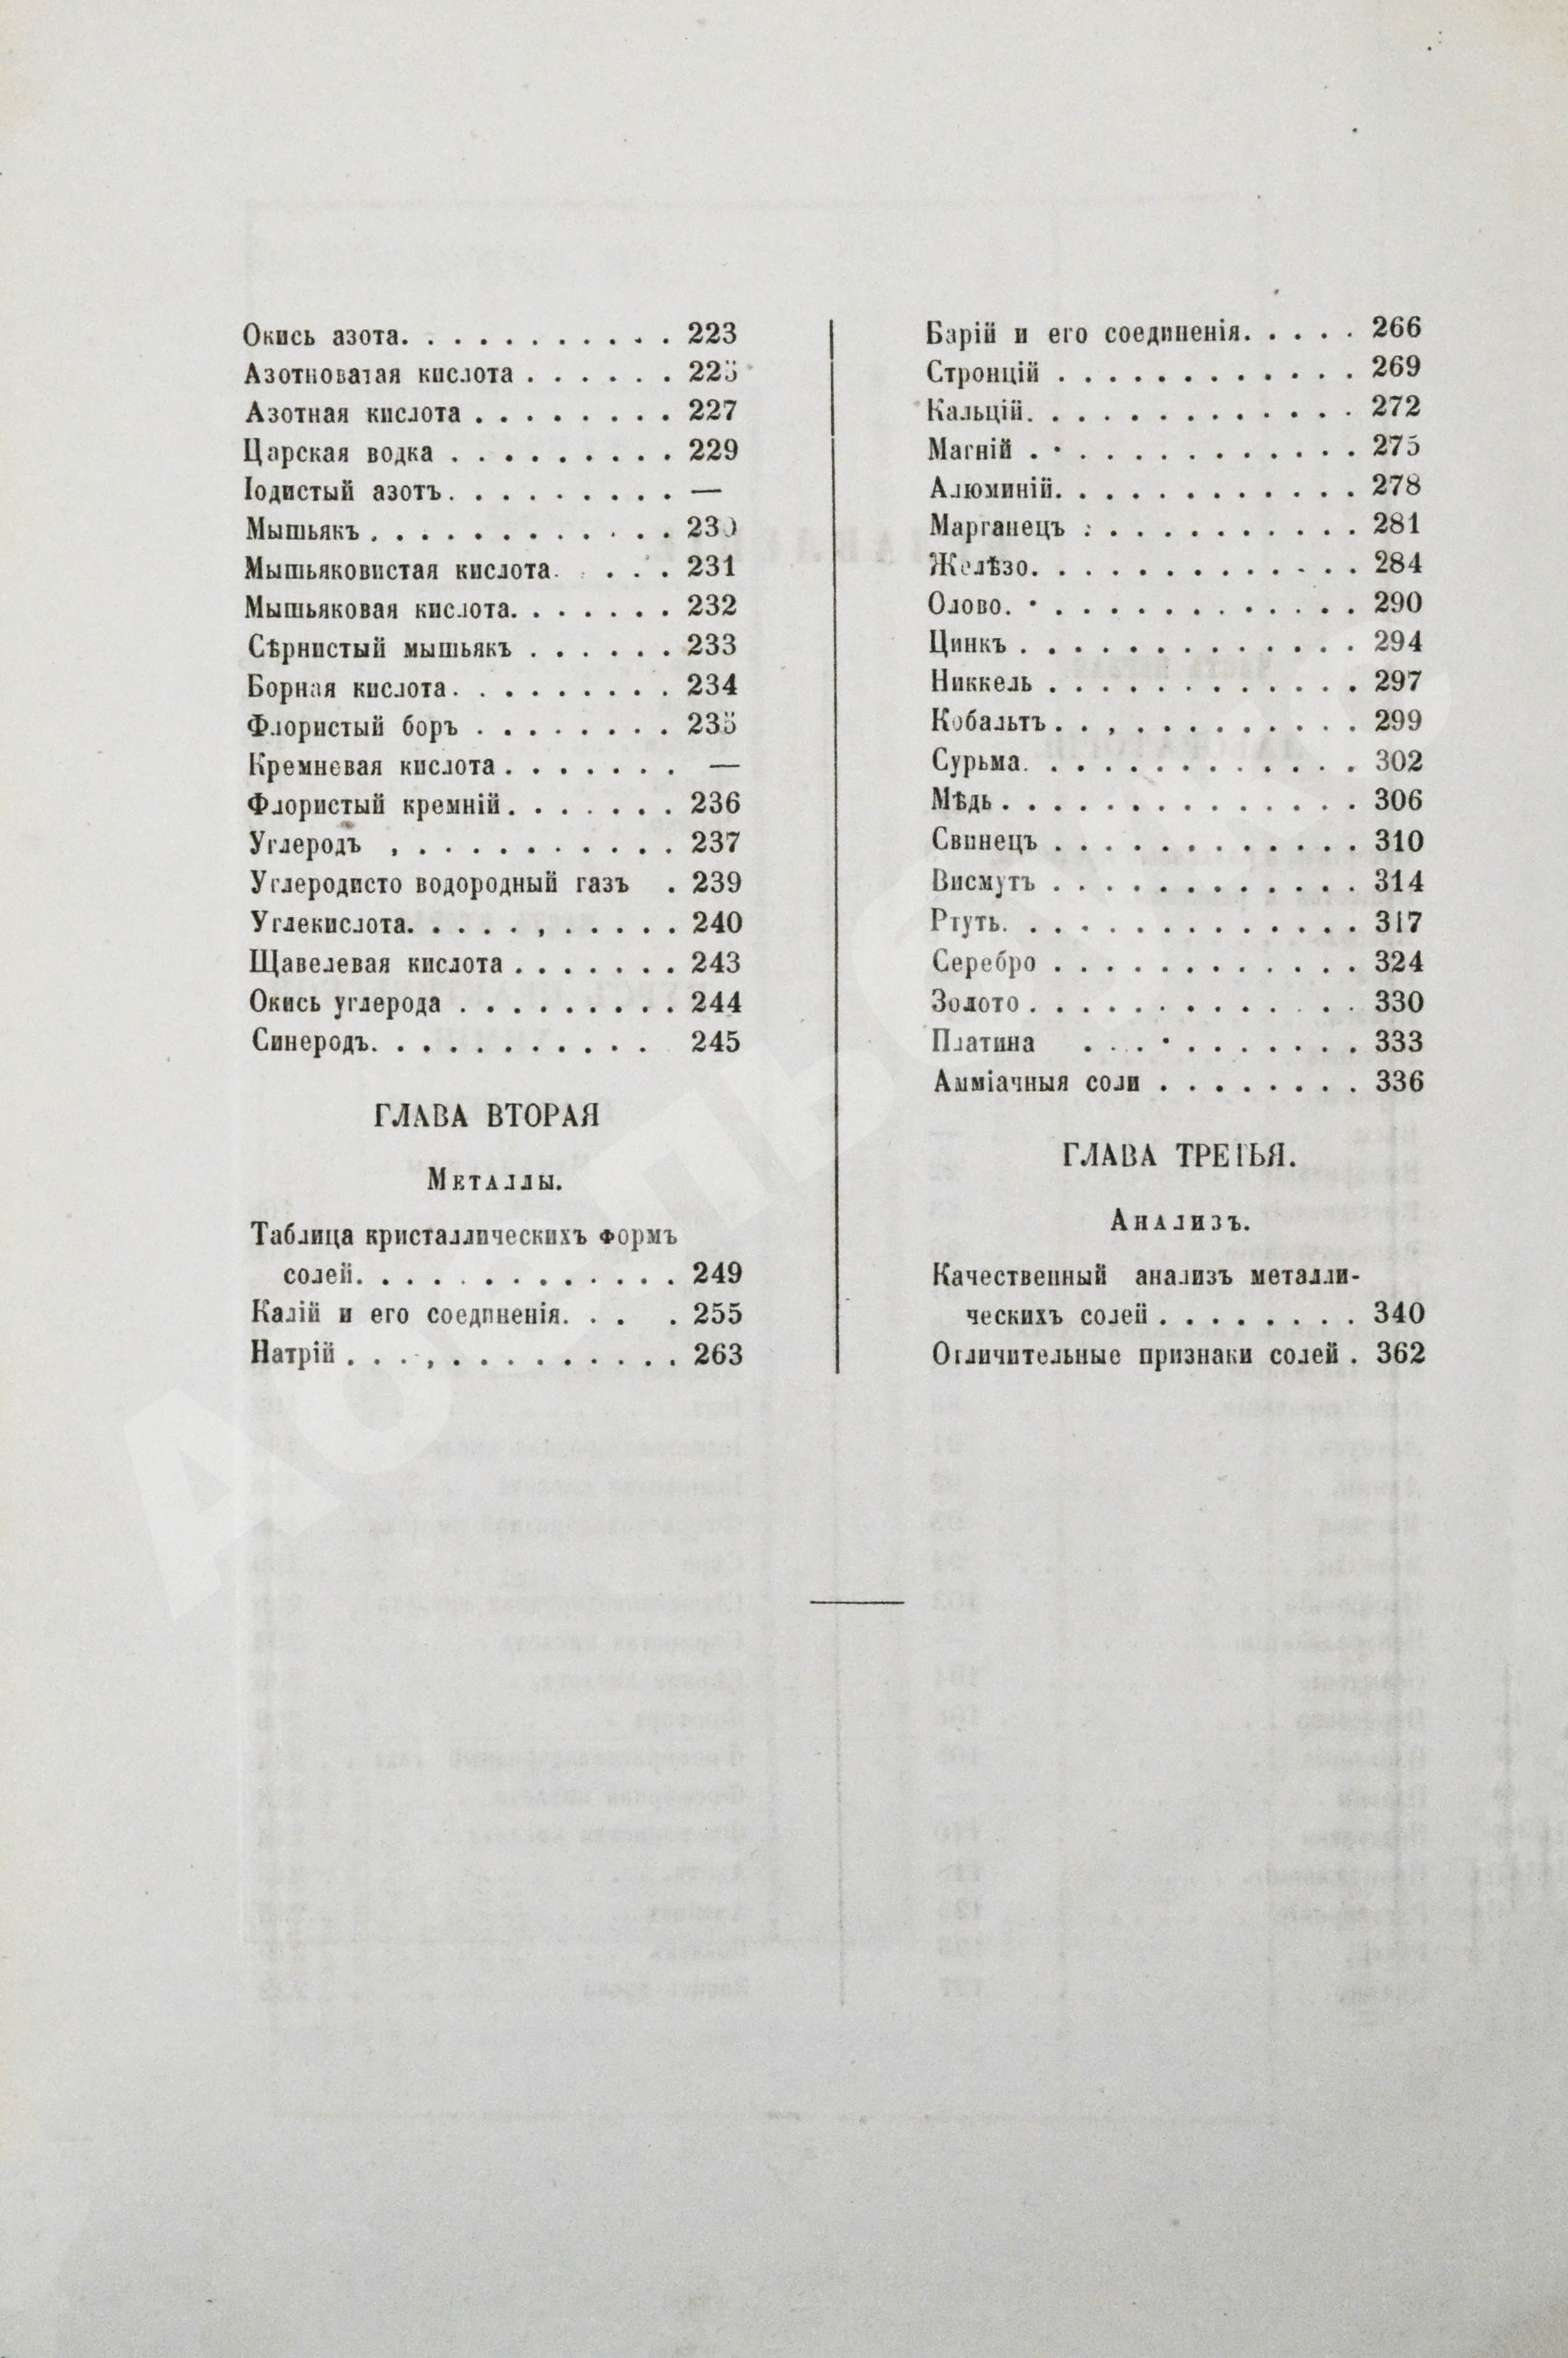 Окись азота. . . . . . . . . . . 223
Азотноватая кислота . . . . . . 225
Азотная кислота . . . . . . . . 227
Царская водка . . . . . . . . . 229
Іодистый азотъ. . . . . . . . . —
Мышьякъ . . . . . . . . . . . . 230
Мышьяковистая кислота. . . . . 231
Мышьяковая кислота. . . . . . . 232
Сѣрнистый мышьякъ . . . . . . 233
Борная кислота. . . . . . . . . 234
Флористый боръ . . . . . . . . 235
Кремневая кислота . . . . . . . —
Флористый кремній. . . . . . . 236
Углеродъ , . . . . . . . . . . . 237
Углеродисто водородный газъ . 239
Углекислота. . . . . , . . . . . 240
Щавелевая кислота . . . . . . . 243
Окись углерода . . . . . . . . . 244
Синеродъ. . . . . . . . . . . 245
ГЛАВА ВТОРАЯ
Металлы.
Таблица кристаллическихъ формъ
солей. . . . . . . . . . . . . 249
Калій и его соединенія. . . . 255
Натрій . . . , . . . . . . . . . 263
Барій и его соединенія. . . . . 266
Стронцій . . . . . . . . . . . . 269
Кальцій. . . . . . . . . . . . . 272
Магній . . . . . . . . . . . . . 275
Алюминій. . . . . . . . . . . . 278
Марганецъ : . . . . . . . . . . 281
Желѣзо. . . . . . . . . . . . . 284
Олово. . . . . . . . . . . . . . 290
Цинкъ . . . . . . . . . . . . . 294
Никкель . . . . . . . . . . . . 297
Кобальтъ . . , . . . . . . . . . 299
Сурьма. . . . . . . . . . . . . 302
Мѣдь . . . . . . . . . . . . . . 306
Свинецъ . . . . . . . . . . . . 310
Висмутъ . . . . . . . . . . . . 314
Ртуть. . . . . . . . . . . . . . 317
Серебро . . . . . . . . . . . . 324
Золото . . . . . . . . . . . . . 330
Платина . . . . . . . . . . . 333
Амміачныя соли . . . . . . . . 336
ГЛАВА ТРЕТЬЯ.
Анализъ.
Качественный анализъ металли-
ческихъ солей . . . . . . . . 340
Отличительные признаки солей . 362